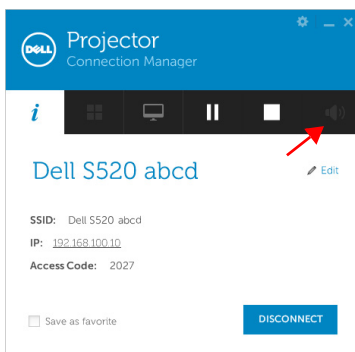 DELL
Projector
Connection Manager
i
Dell S520 abcd
Edit
SSID: Dell S520 abcd
IP: 192.168.100.10
Access Code: 2027
Save as favorite
DISCONNECT